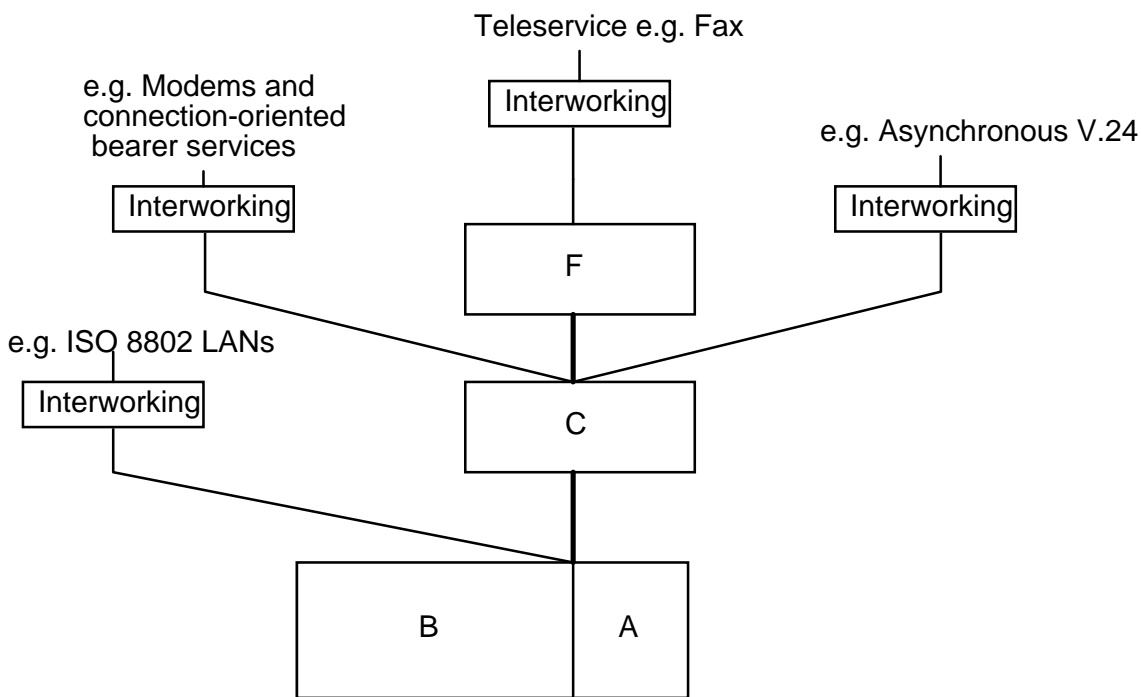 Teleservice e.g. Fax
Interworking
e.g. Modems and
connection-oriented
bearer services
Interworking
e.g. Asynchronous V.24
Interworking
F
e.g. ISO 8802 LANs
Interworking
C
B
A